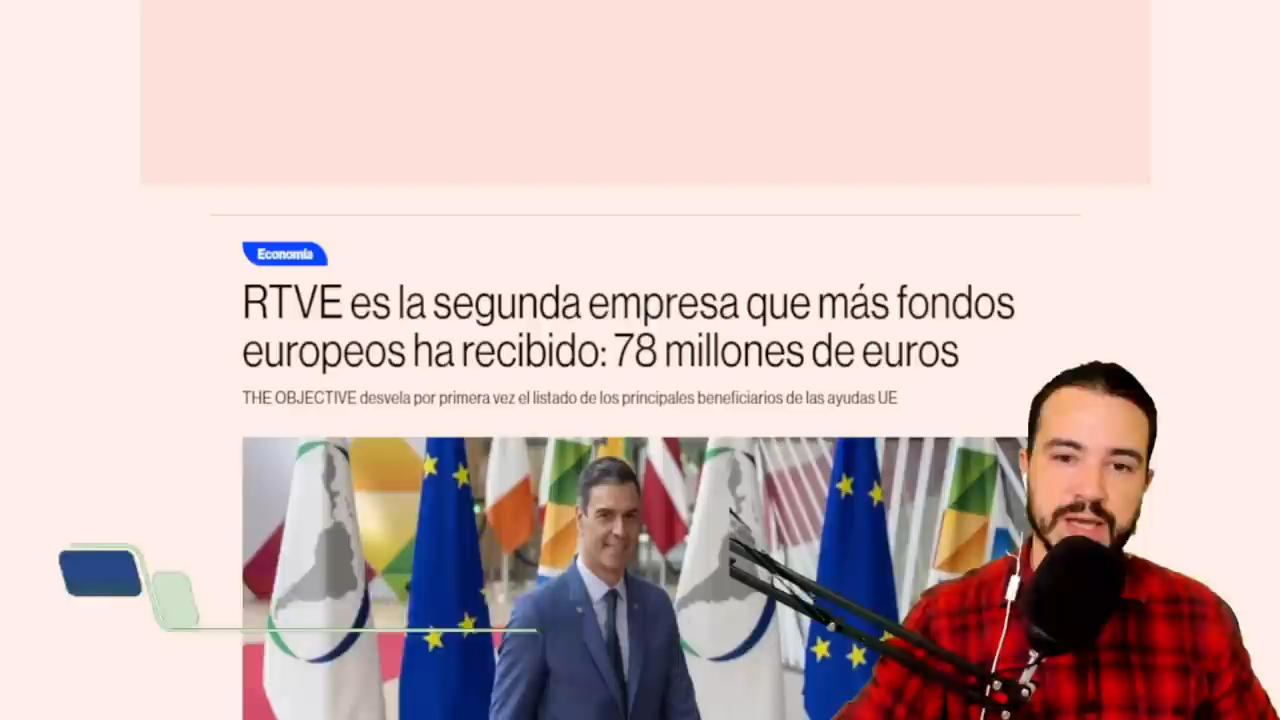 Economía
RTVE es la segunda empresa que más fondos
europeos ha recibido: 78 millones de euros
THE OBJECTIVE desvela por primera vez el listado de los principales beneficiarios de las ayudas UE